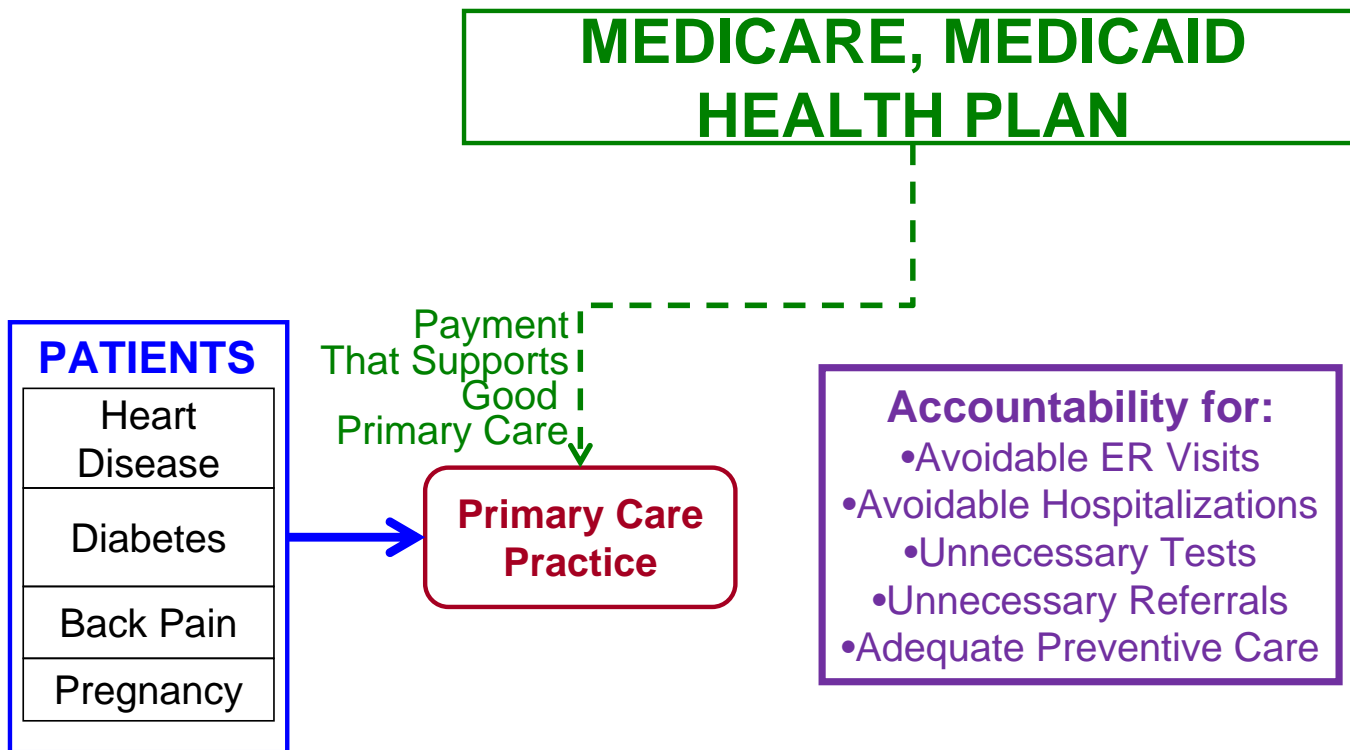 MEDICARE, MEDICAID
HEALTH PLAN
Payment
That Supports
Good
Primary Care
PATIENTS
Heart
Disease
Diabetes
Back Pain
Pregnancy
Primary Care
Practice
Accountability for:
•Avoidable ER Visits
•Avoidable Hospitalizations
•Unnecessary Tests
•Unnecessary Referrals
•Adequate Preventive Care